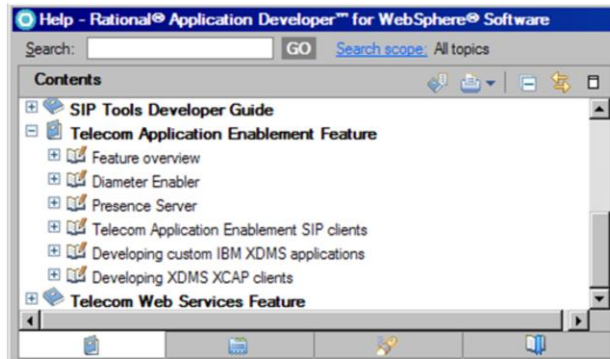 Help - Rational® Application Developer™ for WebSphere® Software
Search: GO Search scope: All topics
Contents
SIP Tools Developer Guide
Telecom Application Enablement Feature
Feature overview
Diameter Enabler
Presence Server
Telecom Application Enablement SIP clients
Developing custom IBM XDMS applications
Developing XDMS XCAP clients
Telecom Web Services Feature